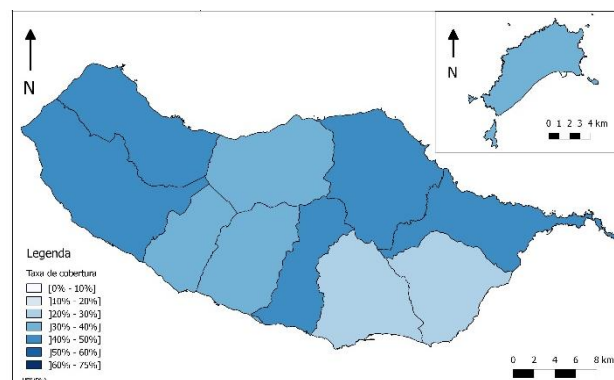 N
N
0 1 2 3 4 km
Legenda
Taxa de cobertura
[0% - 10%]
]10% - 20%]
]20% - 30%]
]30% - 40%]
]40% - 50%]
]50% - 60%]
]60% - 75%]
0 2 4 6 8 km